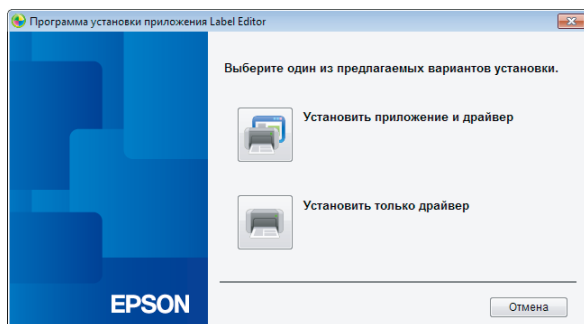 Программа установки приложения Label Editor
Выберите один из предлагаемых вариантов установки.
Установить приложение и драйвер
Установить только драйвер
EPSON
Отмена